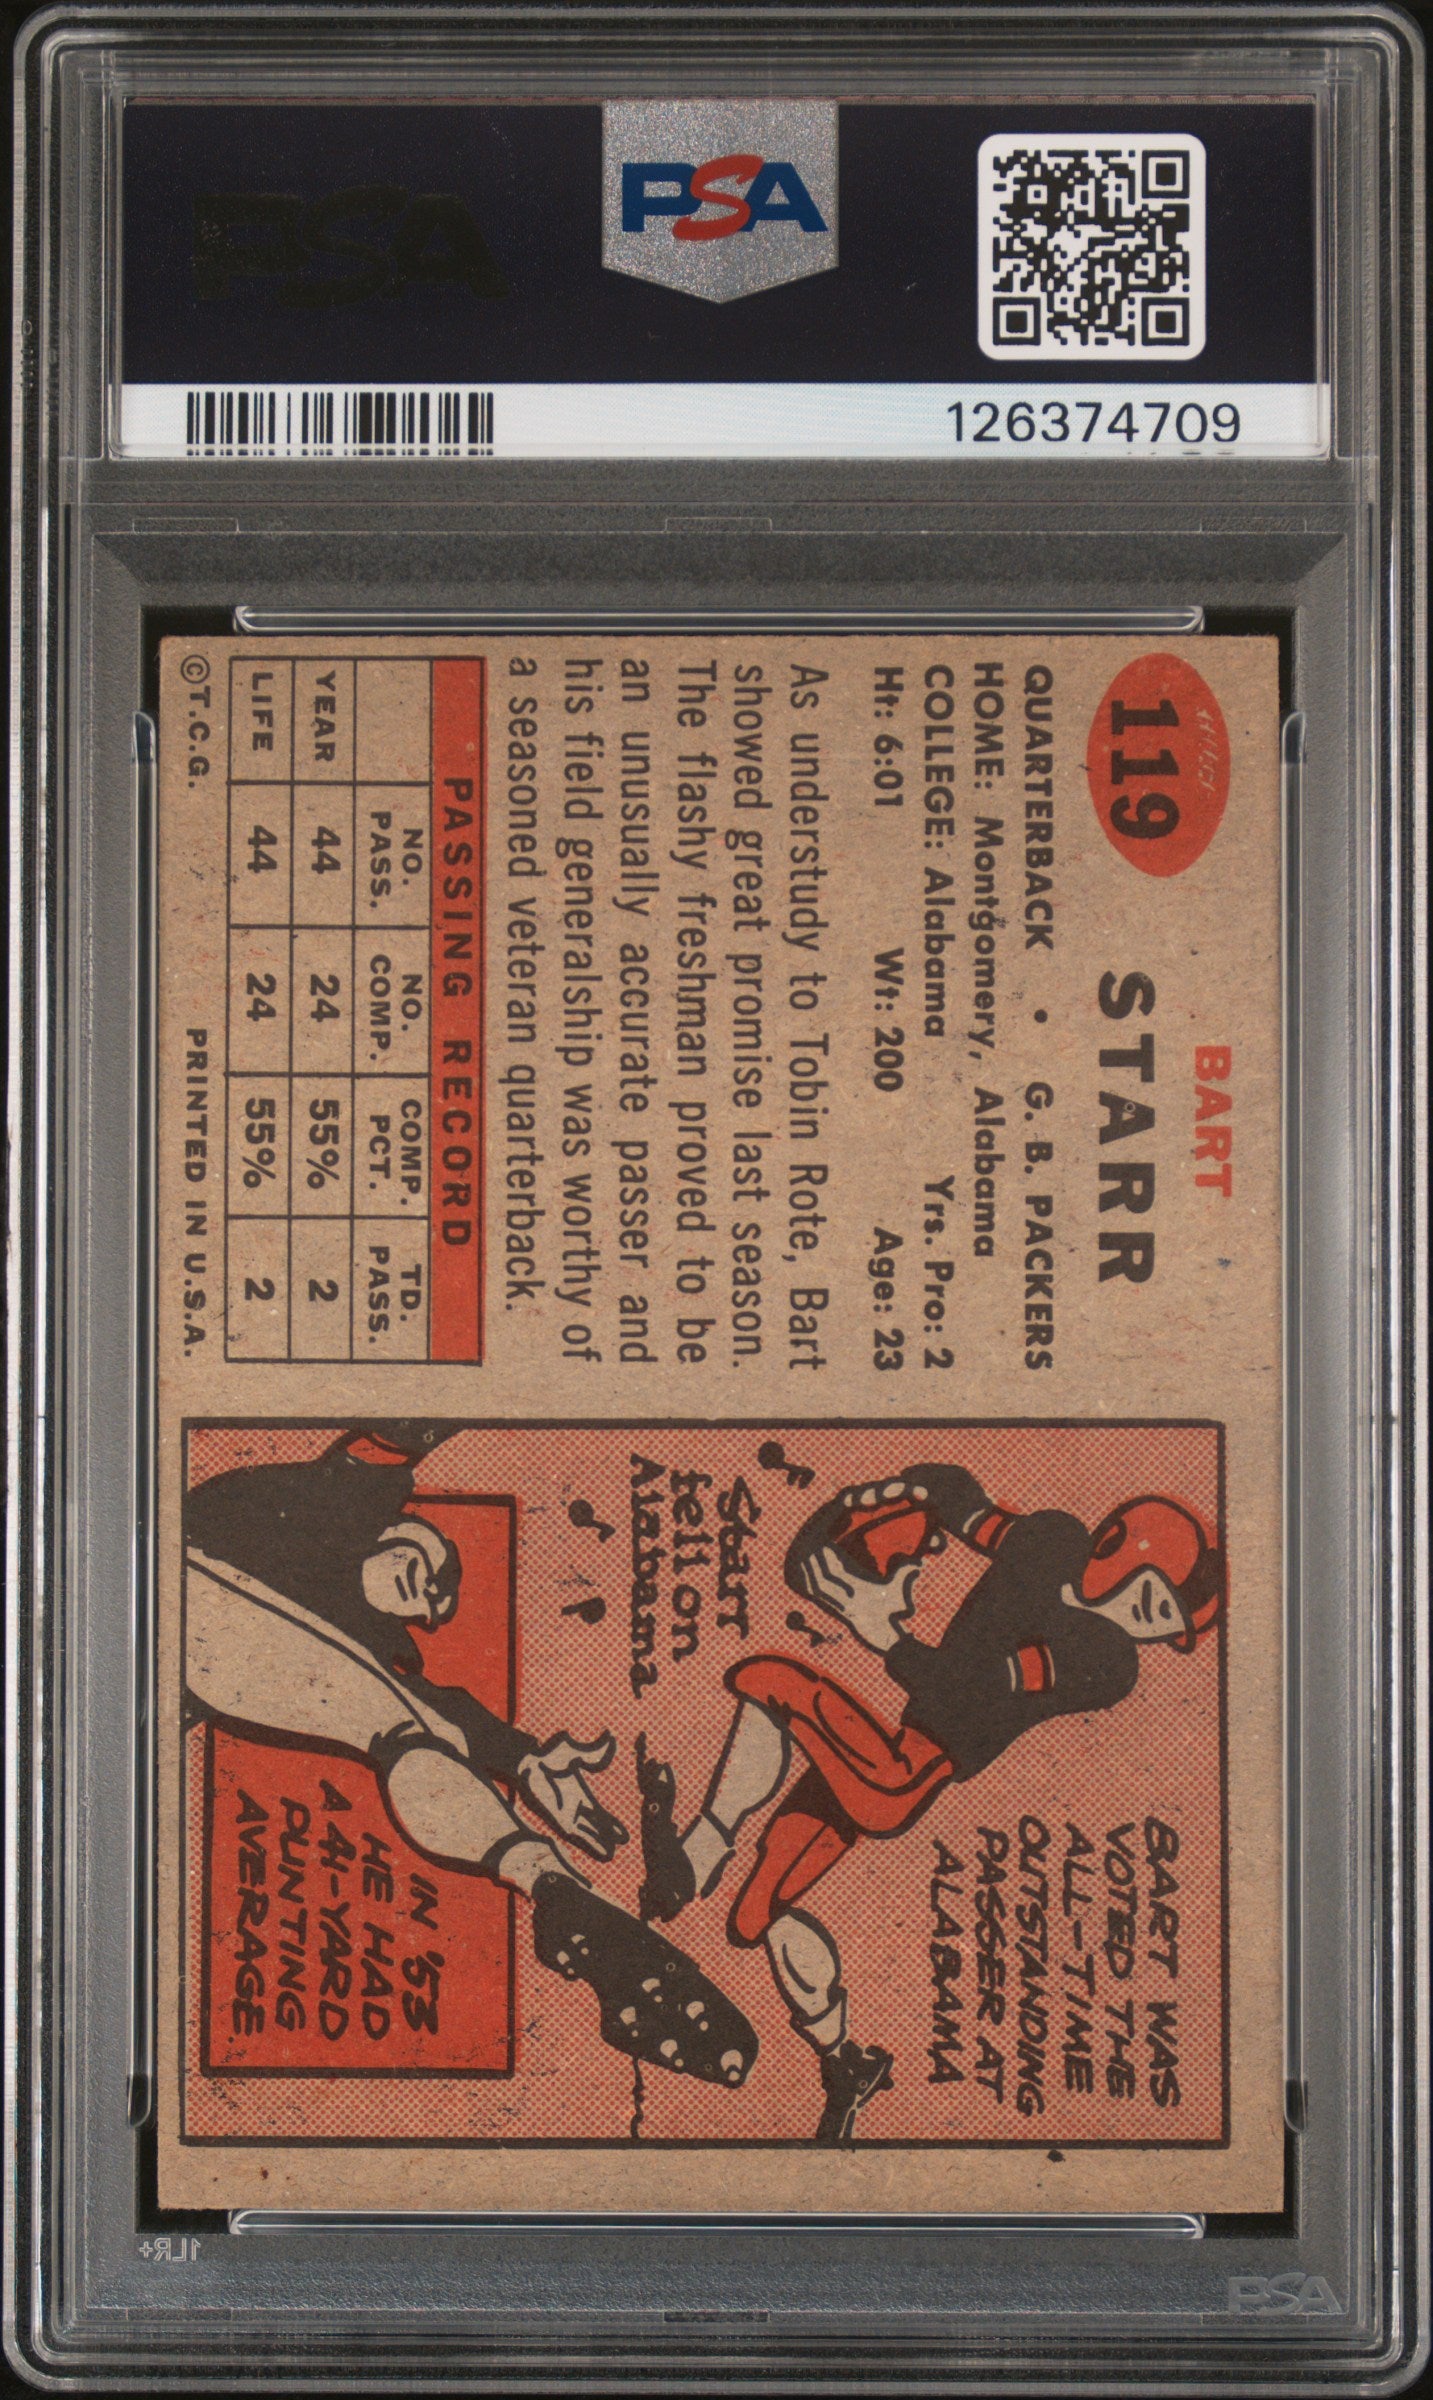 PSA
PSA
126374709
119
BART
STARR
QUARTERBACK • G. B. PACKERS
HOME: Montgomery, Alabama
COLLEGE: Alabama Yrs. Pro: 2
Ht: 6:01 Wt: 200 Age: 23
As understudy to Tobin Rote, Bart
showed great promise last season.
The flashy freshman proved to be
an unusually accurate passer and
his field generalship was worthy of
a seasoned veteran quarterback.
PASSING RECORD
NO. PASS. NO. COMP. COMP. PCT. TD. PASS.
YEAR 44 24 55% 2
LIFE 44 24 55% 2
©T.C.G. PRINTED IN U.S.A.
BART WAS
VOTED THE
ALL-TIME
OUTSTANDING
PASSER AT
ALABAMA
Starr
fell on
Alabama
IN '53
HE HAD
A 41-YARD
PUNTING
AVERAGE.
1LR+
PSA